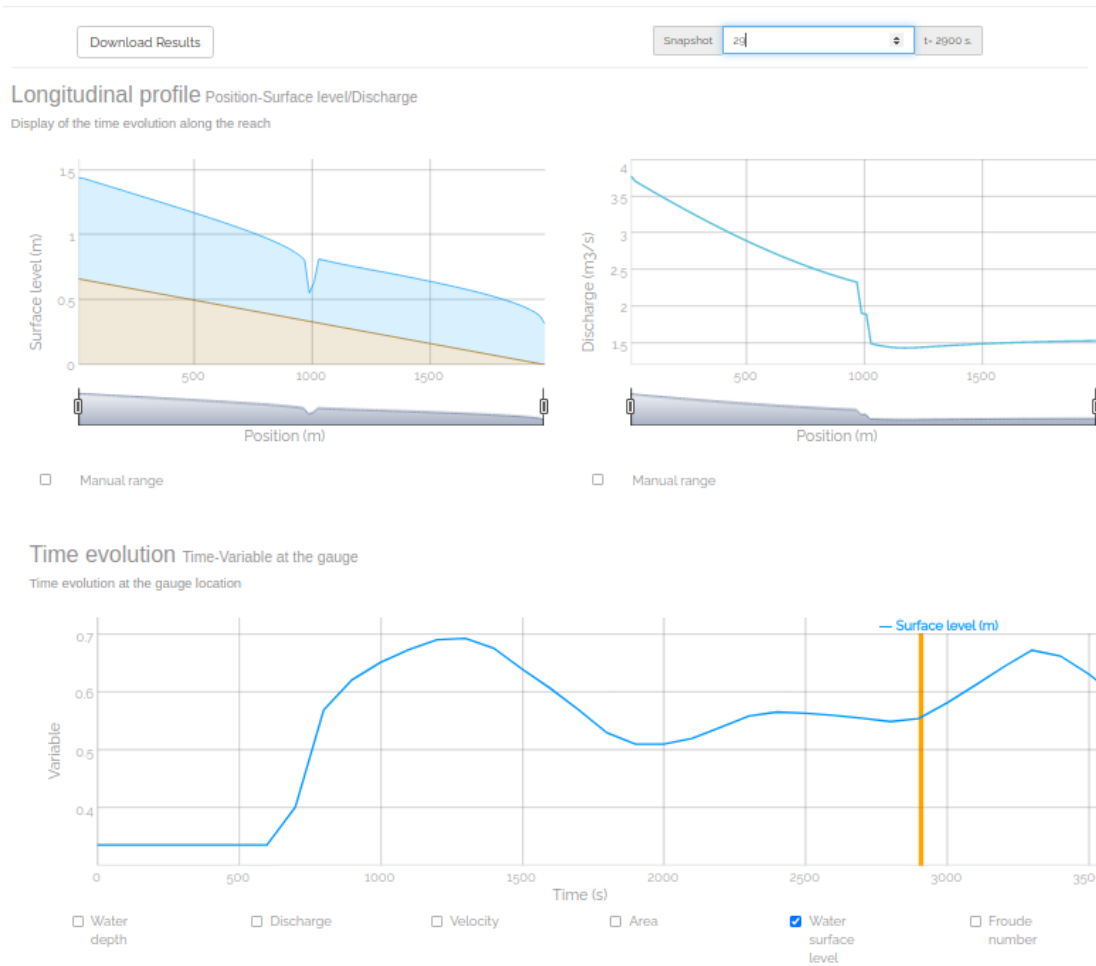 Download Results
Snapshot 29 t= 2900 s.
Longitudinal profile Position-Surface level/Discharge
Display of the time evolution along the reach
Surface level (m)
1.5
1
0.5
0
500 1000 1500
Position (m)
Manual range
Discharge (m3/s)
4
3.5
3
2.5
2
1.5
500 1000 1500
Position (m)
Manual range
Time evolution Time-Variable at the gauge
Time evolution at the gauge location
— Surface level (m)
Variable
0.7
0.6
0.5
0.4
0 500 1000 1500 2000 2500 3000 3500
Time (s)
Water
depth
Discharge
Velocity
Area
Water
surface
level
Froude
number